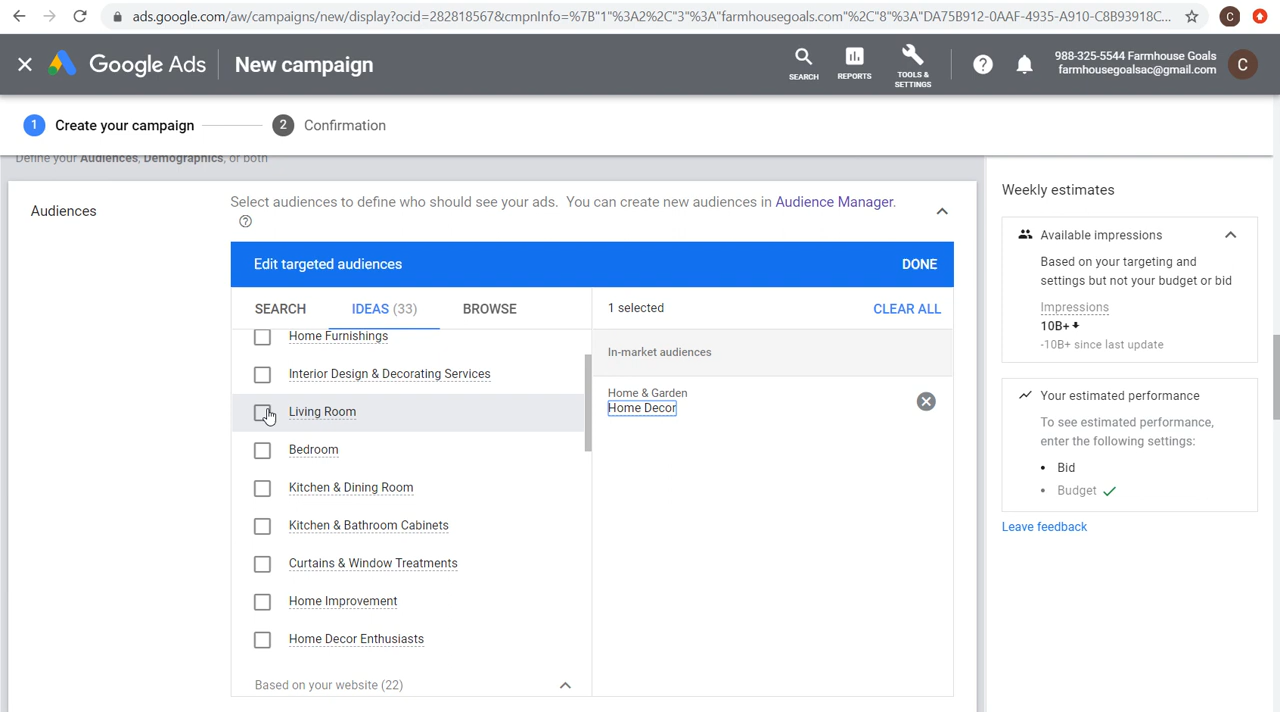 ads.google.com/aw/campaigns/new/display?ocid=282818557&cmpnInfo=%7B"1"%3A2%2C"3"%3A"farmhousegoals.com"%2C"8"%3A"DA75B912-0AAF-4935-A910-C8B93918C...
C
Google Ads
New campaign
SEARCH
REPORTS
TOOLS &
SETTINGS
988-325-5544 Farmhouse Goals
farmhousegoalsac@gmail.com
C
1 Create your campaign
2 Confirmation
Define your Audiences, Demographics, or both
Audiences
Select audiences to define who should see your ads. You can create new audiences in Audience Manager.
Edit targeted audiences
DONE
SEARCH
IDEAS (33)
BROWSE
1 selected
CLEAR ALL
Home Furnishings
Interior Design & Decorating Services
Living Room
Bedroom
Kitchen & Dining Room
Kitchen & Bathroom Cabinets
Curtains & Window Treatments
Home Improvement
Home Decor Enthusiasts
Based on your website (22)
In-market audiences
Home & Garden
Home Decor
Weekly estimates
Available impressions
Based on your targeting and
settings but not your budget or bid
Impressions
10B+
-10B+ since last update
Your estimated performance
To see estimated performance,
enter the following settings:
• Bid
• Budget
Leave feedback